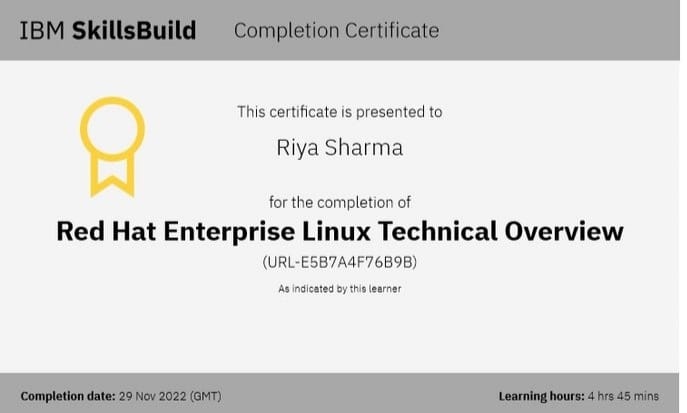 IBM SkillsBuild Completion Certificate
This certificate is presented to
Riya Sharma
for the completion of
Red Hat Enterprise Linux Technical Overview
(URL-E5B7A4F76B9B)
As indicated by this learner
Completion date: 29 Nov 2022 (GMT) Learning hours: 4 hrs 45 mins